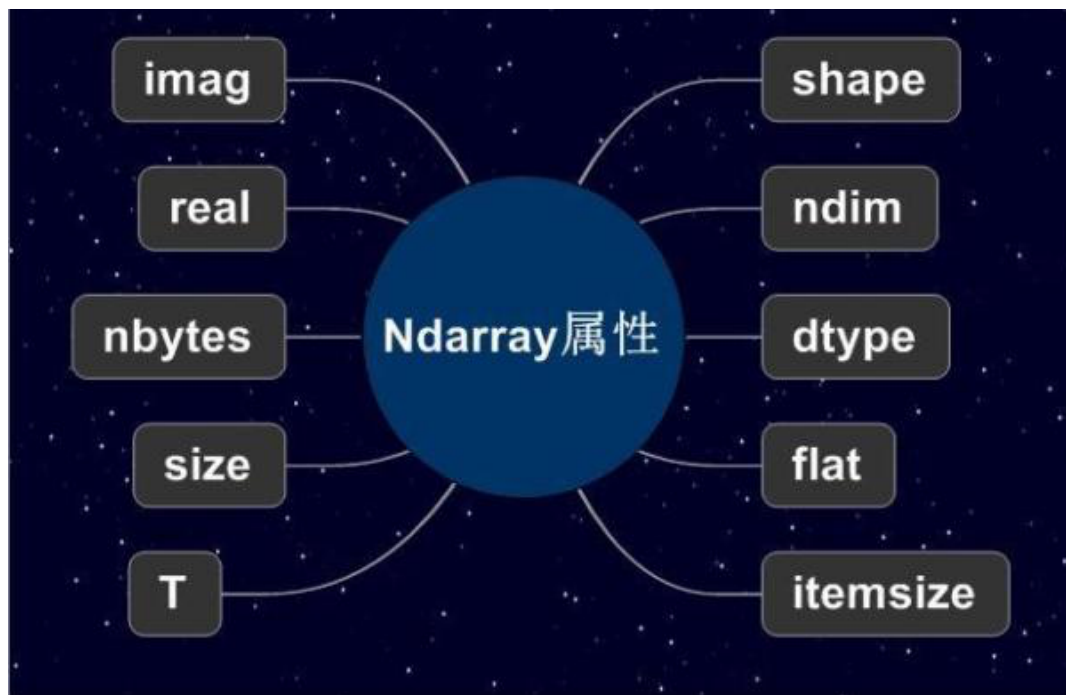 imag
real
nbytes
size
T
Ndarray属性
shape
ndim
dtype
flat
itemsize